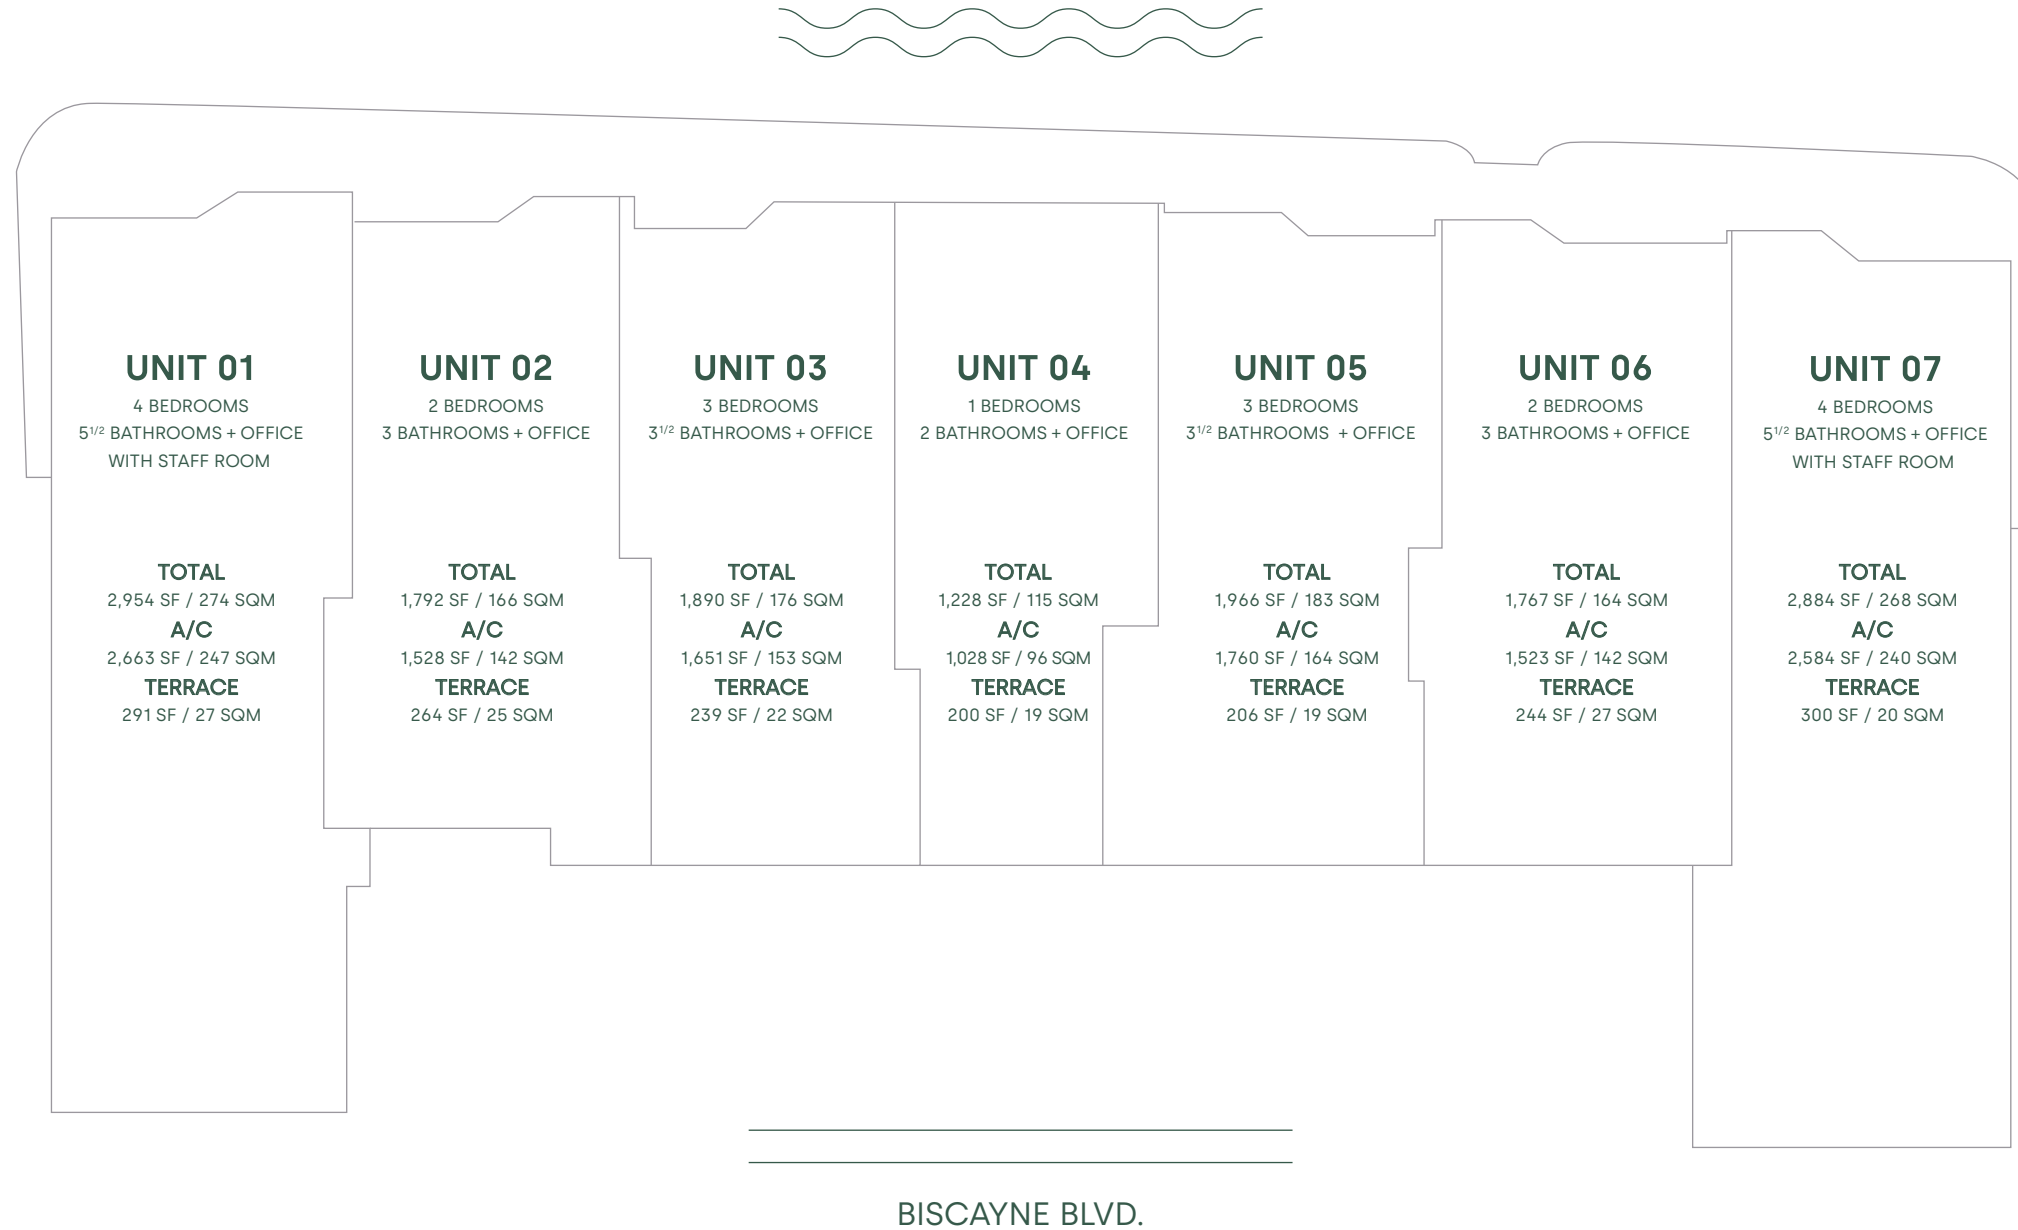 UNIT 01
4 BEDROOMS
5 1/2 BATHROOMS + OFFICE
WITH STAFF ROOM
TOTAL
2,954 SF / 274 SQM
A/C
2,663 SF / 247 SQM
TERRACE
291 SF / 27 SQM
UNIT 02
2 BEDROOMS
3 BATHROOMS + OFFICE
TOTAL
1,792 SF / 166 SQM
A/C
1,528 SF / 142 SQM
TERRACE
264 SF / 25 SQM
UNIT 03
3 BEDROOMS
3 1/2 BATHROOMS + OFFICE
TOTAL
1,890 SF / 176 SQM
A/C
1,651 SF / 153 SQM
TERRACE
239 SF / 22 SQM
UNIT 04
1 BEDROOMS
2 BATHROOMS + OFFICE
TOTAL
1,228 SF / 115 SQM
A/C
1,028 SF / 96 SQM
TERRACE
200 SF / 19 SQM
UNIT 05
3 BEDROOMS
3 1/2 BATHROOMS + OFFICE
TOTAL
1,966 SF / 183 SQM
A/C
1,760 SF / 164 SQM
TERRACE
206 SF / 19 SQM
UNIT 06
2 BEDROOMS
3 BATHROOMS + OFFICE
TOTAL
1,767 SF / 164 SQM
A/C
1,523 SF / 142 SQM
TERRACE
244 SF / 27 SQM
UNIT 07
4 BEDROOMS
5 1/2 BATHROOMS + OFFICE
WITH STAFF ROOM
TOTAL
2,884 SF / 268 SQM
A/C
2,584 SF / 240 SQM
TERRACE
300 SF / 20 SQM
BISCAYNE BLVD.